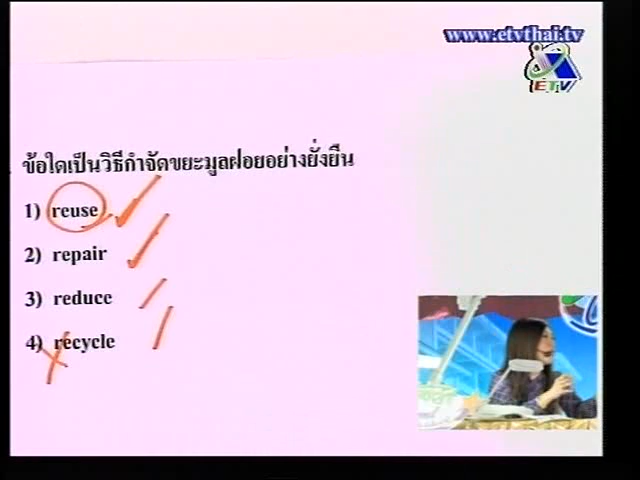 www.etvthai.tv
ETV
ข้อใดเป็นวิธีกำจัดขยะมูลฝอยอย่างยั่งยืน
1) reuse
2) repair
3) reduce
4) recycle